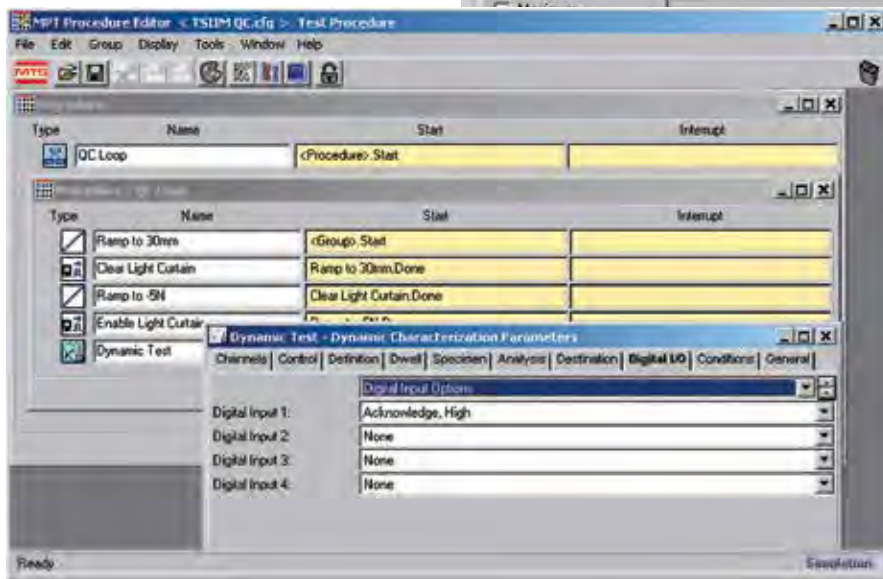 MPT Procedure Editor < TSLIM QC.cfg > Test Procedure
File Edit Group Display Tools Window Help
MTS
Type Name Start Interrupt
QC Loop <Procedure>.Start
Type Name Start Interrupt
Ramp to 30mm <Group>.Start
Clear Light Curtain Ramp to 30mm.Done
Ramp to -5N Clear Light Curtain.Done
Enable Light Curtain
Dynamic Test
Dynamic Test - Dynamic Characterization Parameters
Channels Control Definition Dwell Specimen Analysis Destination Digital I/O Conditions General
Digital Input Options
Digital Input 1: Acknowledge, High
Digital Input 2: None
Digital Input 3: None
Digital Input 4: None
Ready Simulation